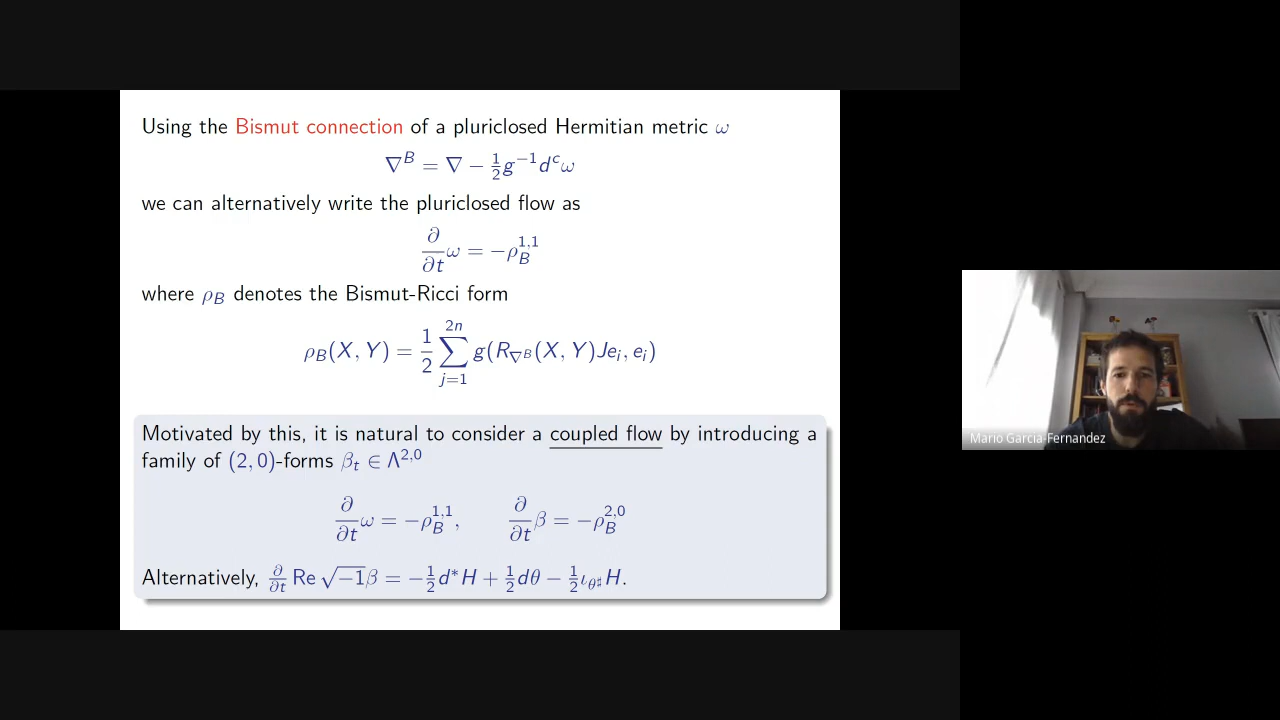 Using the Bismut connection of a pluriclosed Hermitian metric ω
∇^B = ∇ − ½g^{−1}d^cω
we can alternatively write the pluriclosed flow as
∂/∂t ω = −ρ_B^{1,1}
where ρ_B denotes the Bismut-Ricci form
ρ_B(X, Y) = 1/2 ∑_{j=1}^{2n} g(R_{∇^B}(X, Y)Je_i, e_i)
Motivated by this, it is natural to consider a coupled flow by introducing a
family of (2, 0)-forms β_t ∈ Λ^{2,0}
∂/∂t ω = −ρ_B^{1,1}, ∂/∂t β = −ρ_B^{2,0}
Alternatively, ∂/∂t Re √−1β = −½d*H + ½dθ − ½ι_{θ^♯}H.
Mario Garcia-Fernandez